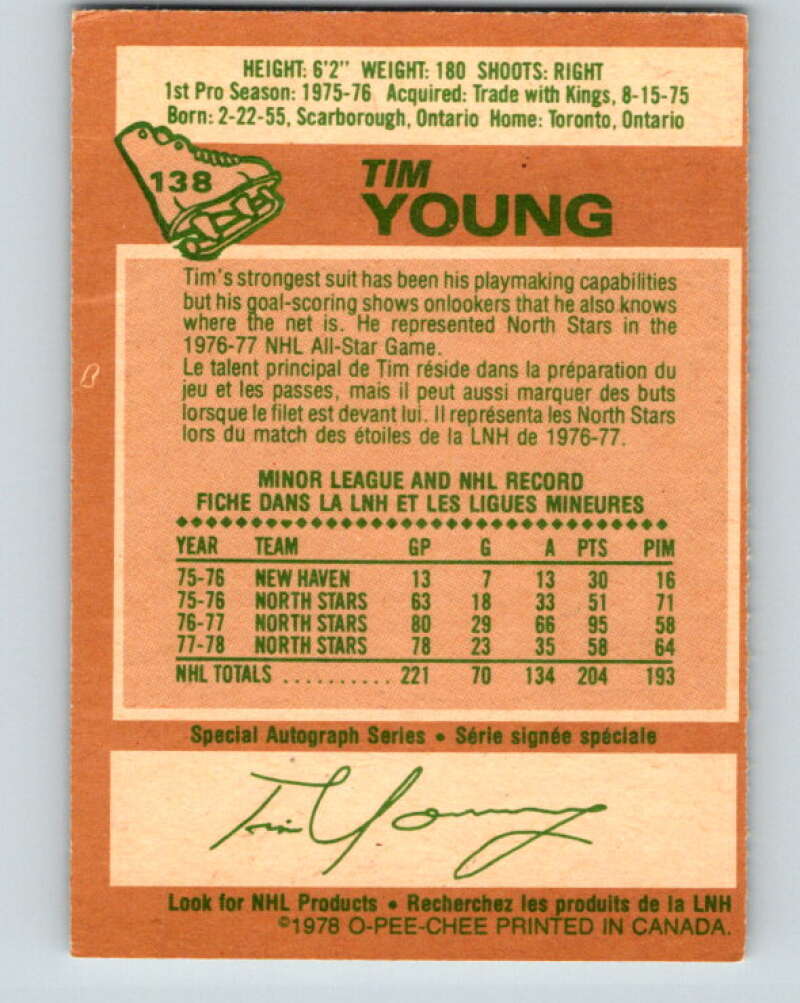 HEIGHT: 6'2" WEIGHT: 180 SHOOTS: RIGHT
1st Pro Season: 1975-76 Acquired: Trade with Kings, 8-15-75
Born: 2-22-55, Scarborough, Ontario Home: Toronto, Ontario
138
TIM
YOUNG
Tim's strongest suit has been his playmaking capabilities
but his goal-scoring shows onlookers that he also knows
where the net is. He represented North Stars in the
1976-77 NHL All-Star Game.
Le talent principal de Tim réside dans la préparation du
jeu et les passes, mais il peut aussi marquer des buts
lorsque le filet est devant lui. Il représenta les North Stars
lors du match des étoiles de la LNH de 1976-77.
MINOR LEAGUE AND NHL RECORD
FICHE DANS LA LNH ET LES LIGUES MINEURES
YEAR TEAM GP G A PTS PIM
75-76 NEW HAVEN 13 7 13 30 16
75-76 NORTH STARS 63 18 33 51 71
76-77 NORTH STARS 80 29 66 95 58
77-78 NORTH STARS 78 23 35 58 64
NHL TOTALS .......... 221 70 134 204 193
Special Autograph Series • Série signée spéciale
Tim Young
Look for NHL Products • Recherchez les produits de la LNH
©1978 O-PEE-CHEE PRINTED IN CANADA.